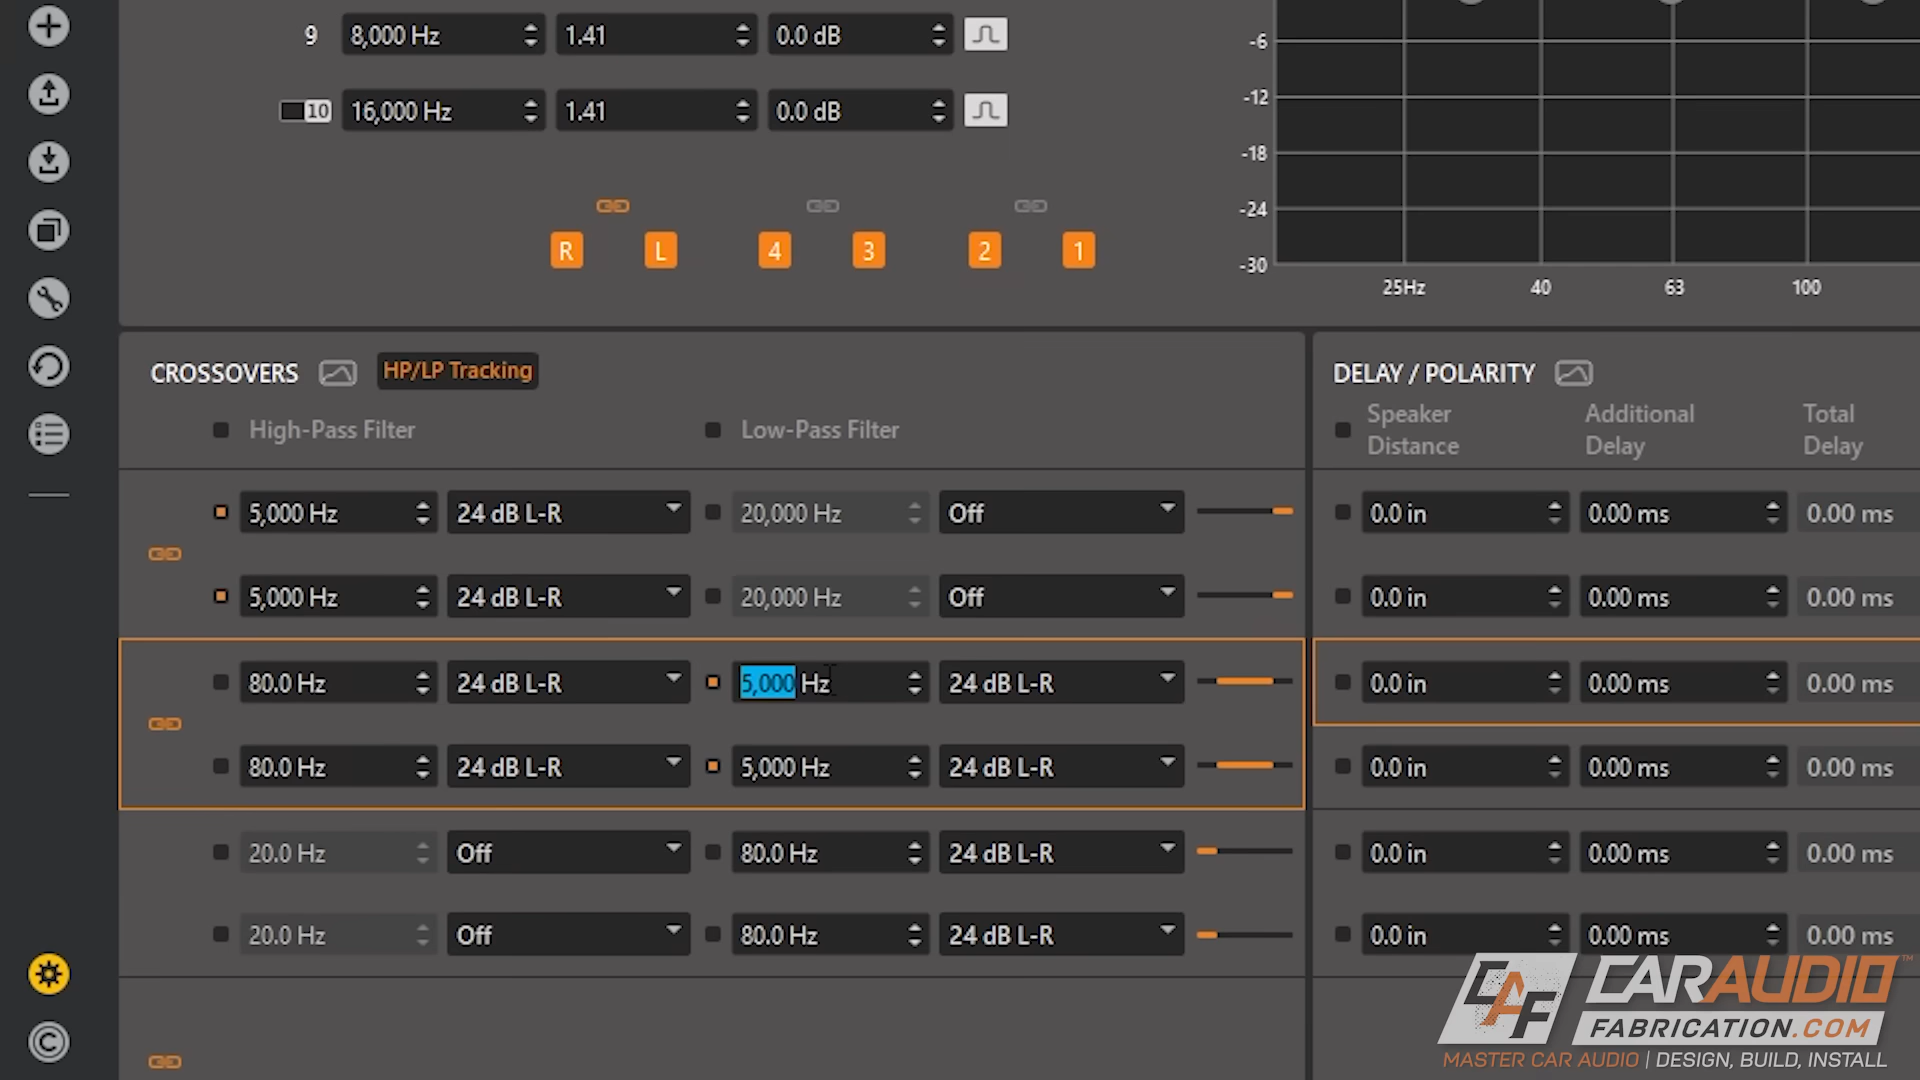 9 8,000 Hz 1.41 0.0 dB
10 16,000 Hz 1.41 0.0 dB
R L 4 3 2 1
-6
-12
-18
-24
-30
25Hz 40 63 100
CROSSOVERS HP/LP Tracking
High-Pass Filter Low-Pass Filter
5,000 Hz 24 dB L-R 20,000 Hz Off
5,000 Hz 24 dB L-R 20,000 Hz Off
80.0 Hz 24 dB L-R 5,000 Hz 24 dB L-R
80.0 Hz 24 dB L-R 5,000 Hz 24 dB L-R
20.0 Hz Off 80.0 Hz 24 dB L-R
20.0 Hz Off 80.0 Hz 24 dB L-R
DELAY / POLARITY
Speaker Distance Additional Delay Total Delay
0.0 in 0.00 ms 0.00 ms
0.0 in 0.00 ms 0.00 ms
0.0 in 0.00 ms 0.00 ms
0.0 in 0.00 ms 0.00 ms
0.0 in 0.00 ms 0.00 ms
0.0 in 0.00 ms 0.00 ms
©
CAF CARAUDIO™
FABRICATION.COM
MASTER CAR AUDIO | DESIGN, BUILD, INSTALL